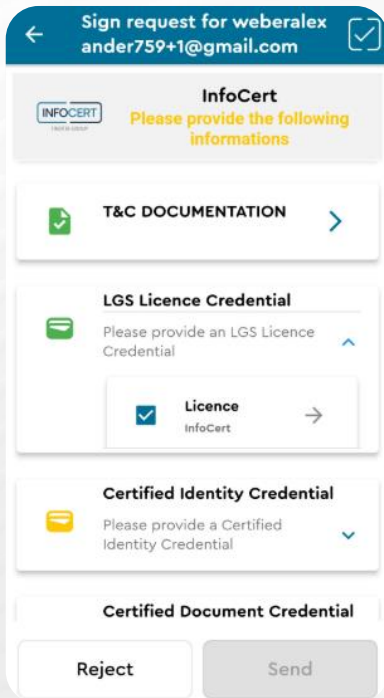 Sign request for weberalex
ander759+1@gmail.com
INFOCERT
InfoCert
Please provide the following
informations
T&C DOCUMENTATION
LGS Licence Credential
Please provide an LGS Licence
Credential
Licence
InfoCert
Certified Identity Credential
Please provide a Certified
Identity Credential
Certified Document Credential
Reject
Send